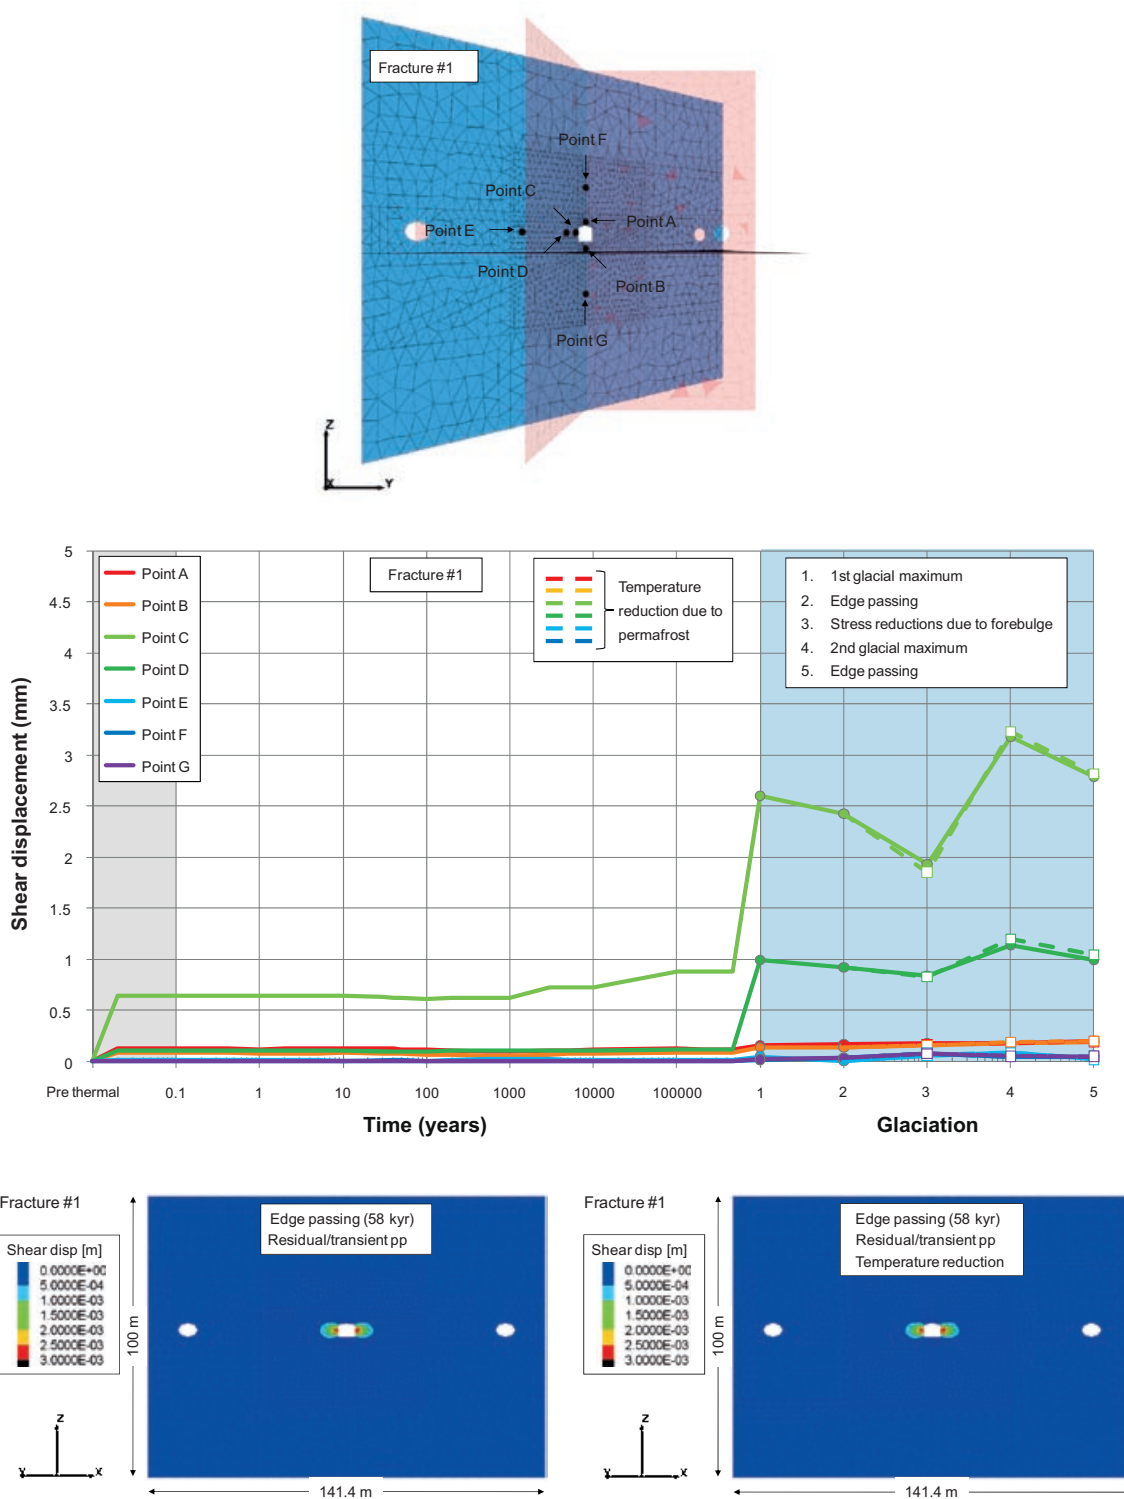 Fracture #1
Point F
Point C
Point A
Point E
Point D
Point B
Point G
Z
X
Y
Shear displacement (mm)
5
4.5
4
3.5
3
2.5
2
1.5
1
0.5
0
Point A
Point B
Point C
Point D
Point E
Point F
Point G
Fracture #1
Temperature
reduction due to
permafrost
1. 1st glacial maximum
2. Edge passing
3. Stress reductions due to forebulge
4. 2nd glacial maximum
5. Edge passing
Pre thermal 0.1 1 10 100 1000 10000 100000 1 2 3 4 5
Time (years)
Glaciation
Fracture #1
Shear disp [m]
0.0000E+00
5.0000E-04
1.0000E-03
1.5000E-03
2.0000E-03
2.5000E-03
3.0000E-03
Z
Y X
100 m
Edge passing (58 kyr)
Residual/transient pp
141.4 m
Fracture #1
Shear disp [m]
0.0000E+00
5.0000E-04
1.0000E-03
1.5000E-03
2.0000E-03
2.5000E-03
3.0000E-03
Z
Y X
100 m
Edge passing (58 kyr)
Residual/transient pp
Temperature reduction
141.4 m